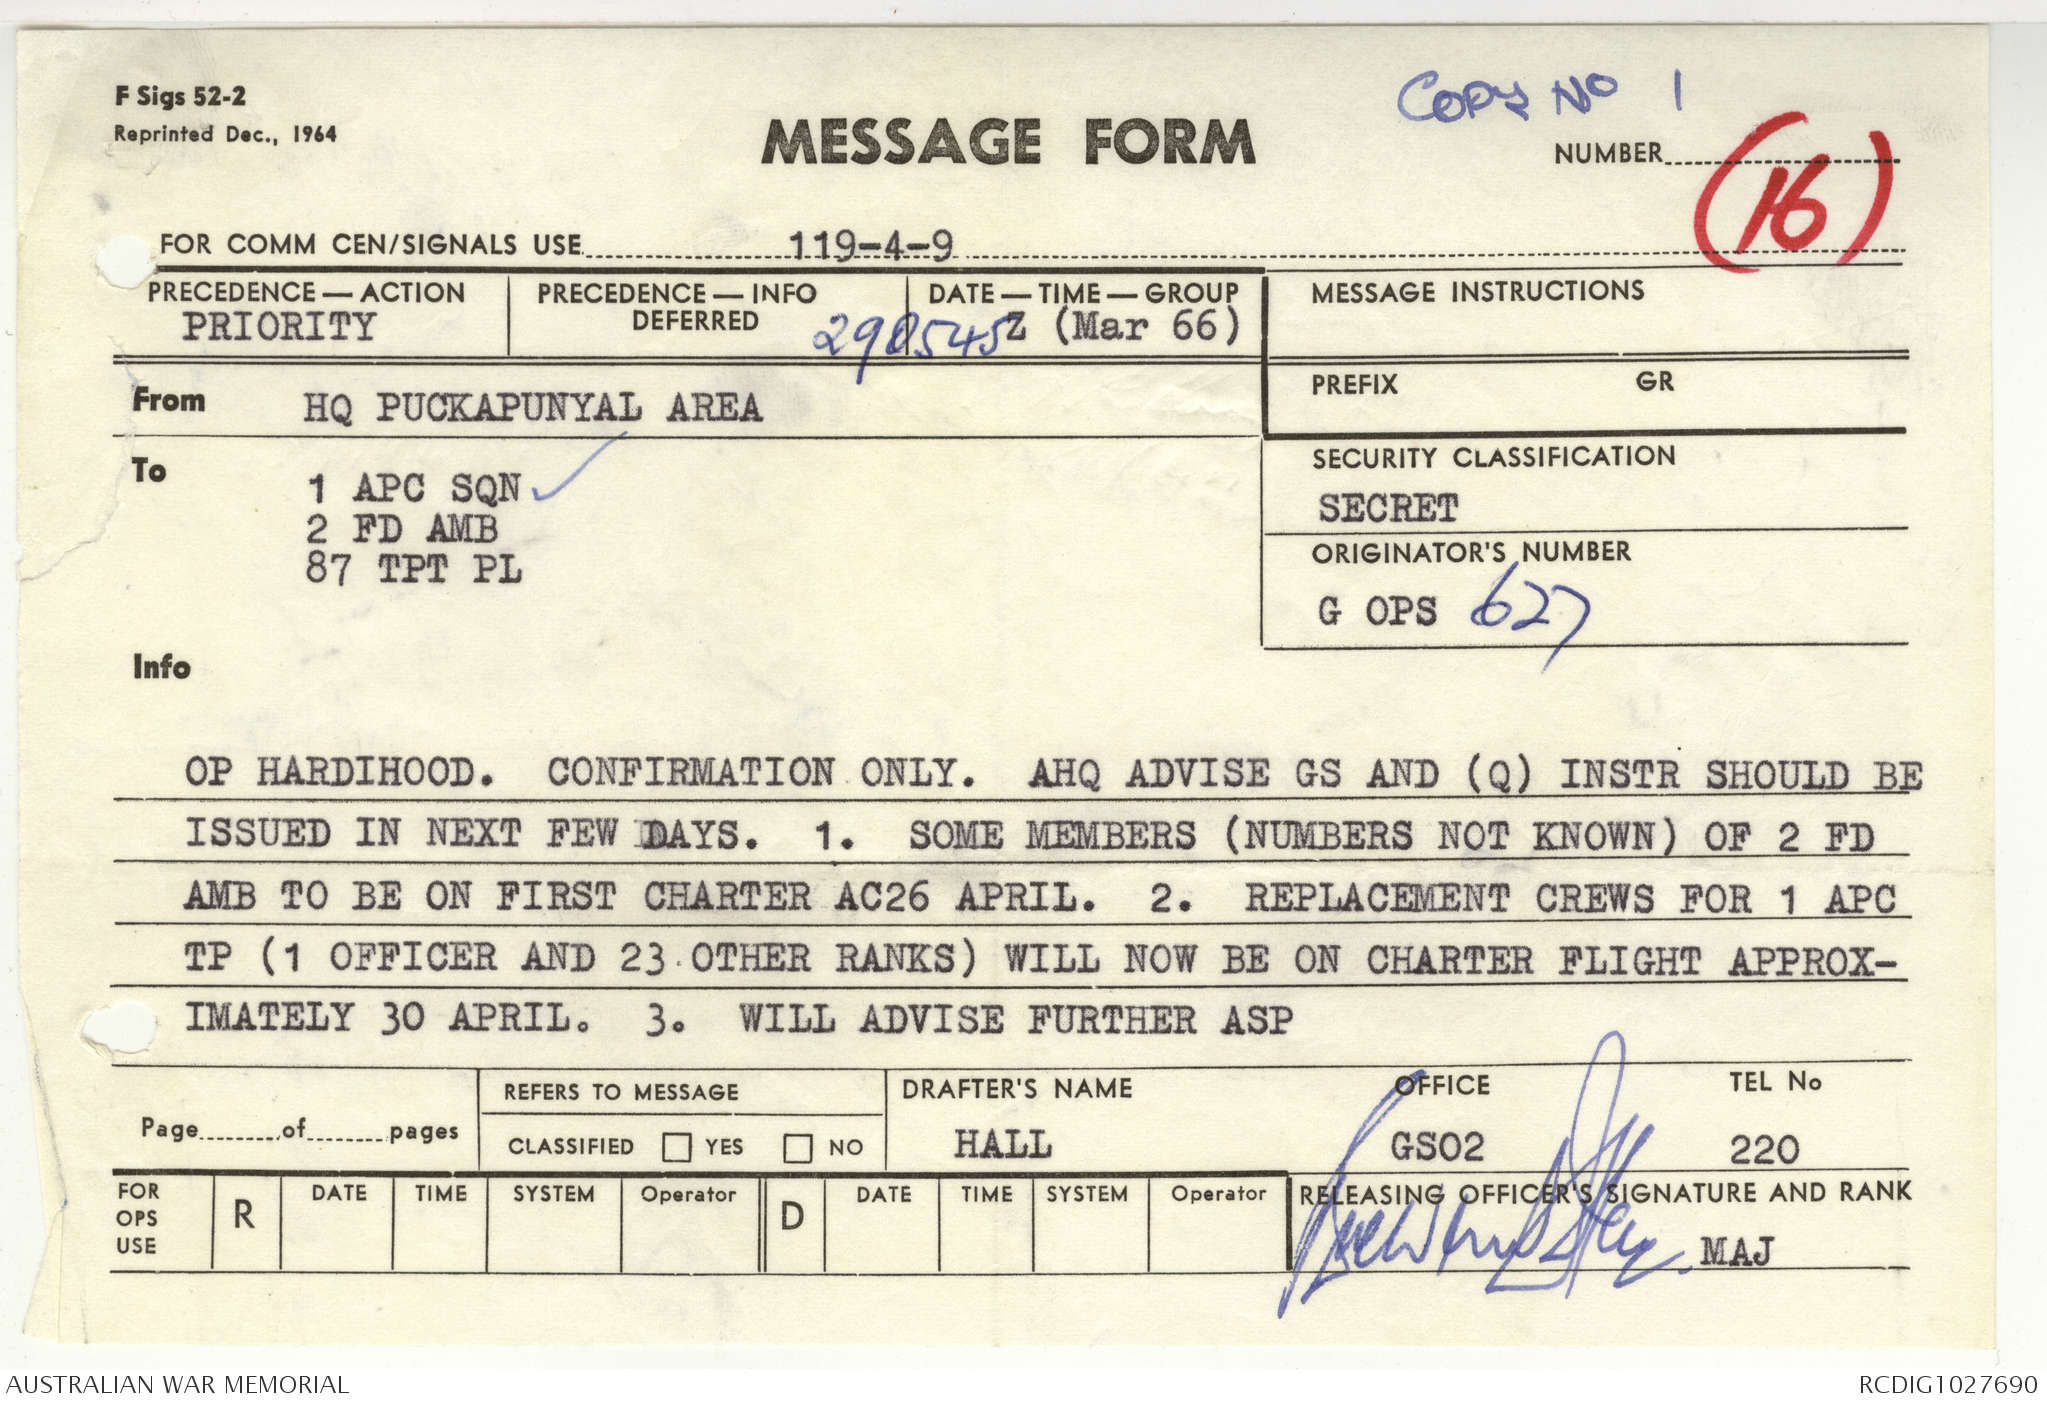 F Sigs 52-2
Reprinted Dec., 1964
COPY No 1
MESSAGE FORM
NUMBER
(16)
FOR COMM CEN/SIGNALS USE 119-4-9
PRECEDENCE — ACTION
PRIORITY
PRECEDENCE — INFO
DEFERRED
DATE — TIME — GROUP
290545Z (Mar 66)
MESSAGE INSTRUCTIONS
PREFIX GR
From HQ PUCKAPUNYAL AREA
To
1 APC SQN ✓
2 FD AMB
87 TPT PL
SECURITY CLASSIFICATION
SECRET
ORIGINATOR'S NUMBER
G OPS 627
Info
OP HARDIHOOD. CONFIRMATION ONLY. AHQ ADVISE GS AND (Q) INSTR SHOULD BE
ISSUED IN NEXT FEW DAYS. 1. SOME MEMBERS (NUMBERS NOT KNOWN) OF 2 FD
AMB TO BE ON FIRST CHARTER AC26 APRIL. 2. REPLACEMENT CREWS FOR 1 APC
TP (1 OFFICER AND 23 OTHER RANKS) WILL NOW BE ON CHARTER FLIGHT APPROX-
IMATELY 30 APRIL. 3. WILL ADVISE FURTHER ASP
Page of pages
REFERS TO MESSAGE
CLASSIFIED YES NO
DRAFTER'S NAME
HALL
OFFICE
GSO2
TEL No
220
FOR
OPS
USE
R DATE TIME SYSTEM Operator D DATE TIME SYSTEM Operator
RELEASING OFFICER'S SIGNATURE AND RANK
MAJ
AUSTRALIAN WAR MEMORIAL
RCDIG1027690